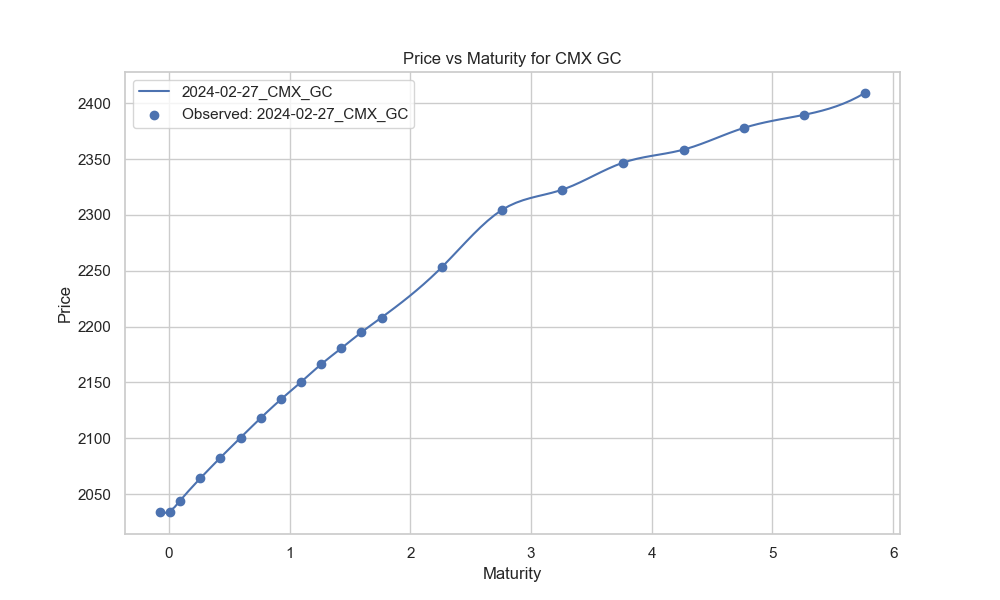 Price vs Maturity for CMX GC
2024-02-27_CMX_GC
Observed: 2024-02-27_CMX_GC
2400
2350
2300
2250
2200
2150
2100
2050
Price
0 1 2 3 4 5 6
Maturity